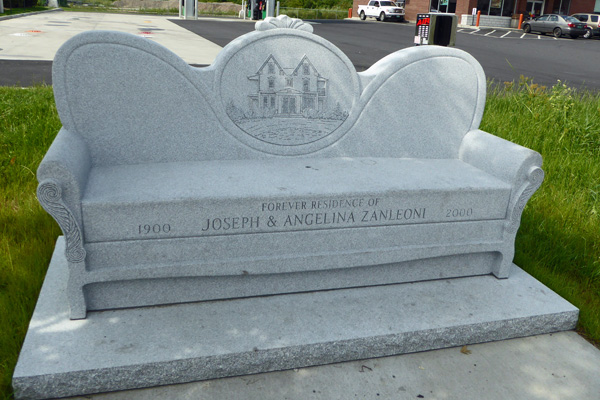 FOREVER RESIDENCE OF
1900 JOSEPH & ANGELINA ZANLEONI 2000